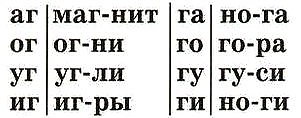 аг маг-нит га но-га
ог ог-ни го го-ра
уг уг-ли гу гу-си
иг иг-ры ги но-ги